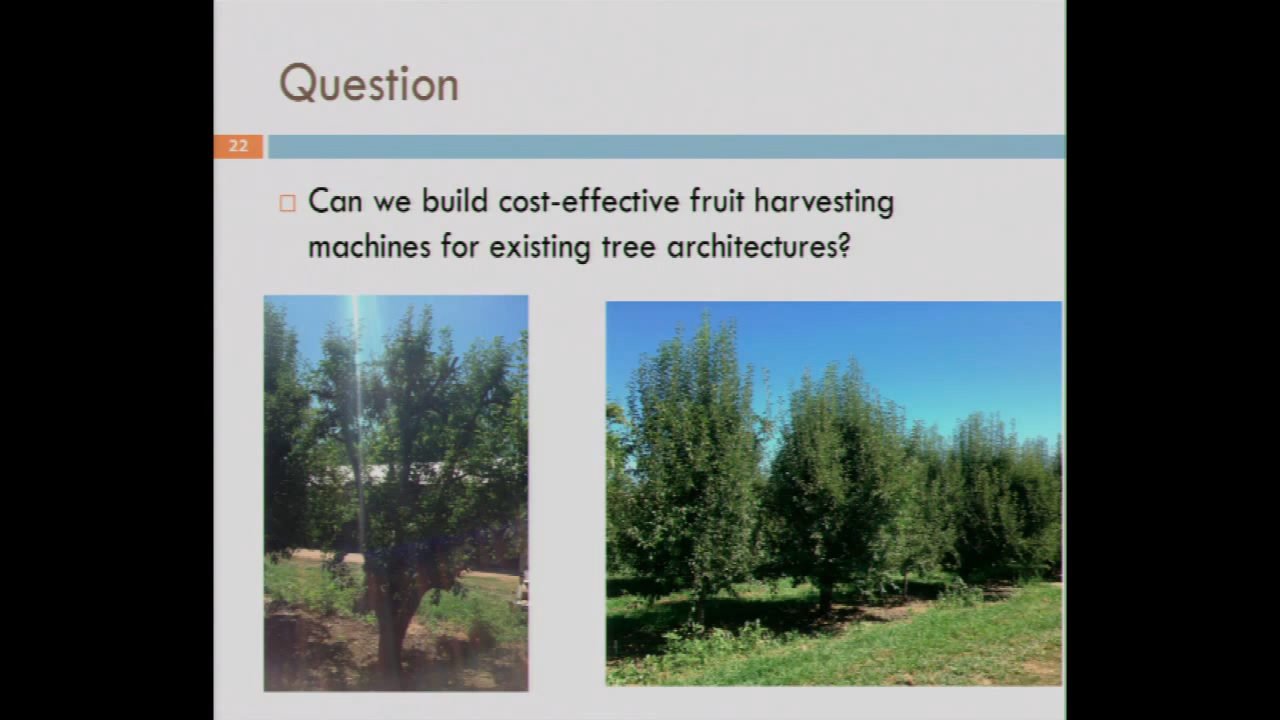 Question
22
Can we build cost-effective fruit harvesting
machines for existing tree architectures?